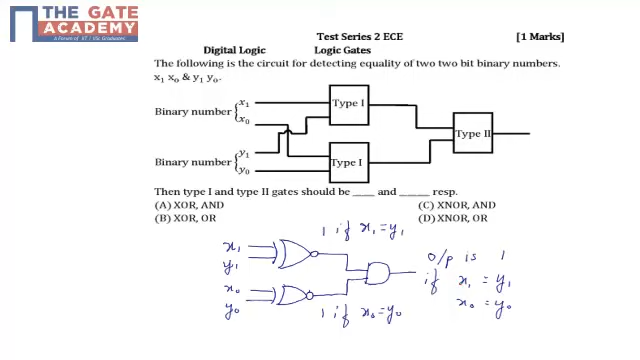 THE GATE
ACADEMY
A Forum of IIT / IISc Graduates
Test Series 2 ECE [1 Marks]
Digital Logic Logic Gates
The following is the circuit for detecting equality of two two bit binary numbers.
x₁ x₀ & y₁ y₀.
Binary number { x₁
x₀
Type I
Type II
Binary number { y₁
y₀
Type I
Then type I and type II gates should be ____ and ______ resp.
(A) XOR, AND (C) XNOR, AND
(B) XOR, OR (D) XNOR, OR
1 if x₁ = y₁
x₁
y₁
x₀
y₀
1 if x₀ = y₀
O/p is 1
if x₁ = y₁
x₀ = y₀